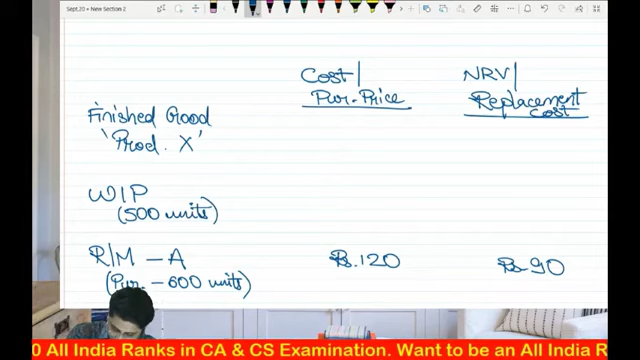 Sept.20 + New Section 2
Cost/ NRV/
Pur. Price Replacement
Cost
Finished Good
'Prod. X'
WIP
(500 units)
R/M - A Rs.120 Rs.90
(Pur. - 600 units)
0 All India Ranks in CA & CS Examination. Want to be an All India R